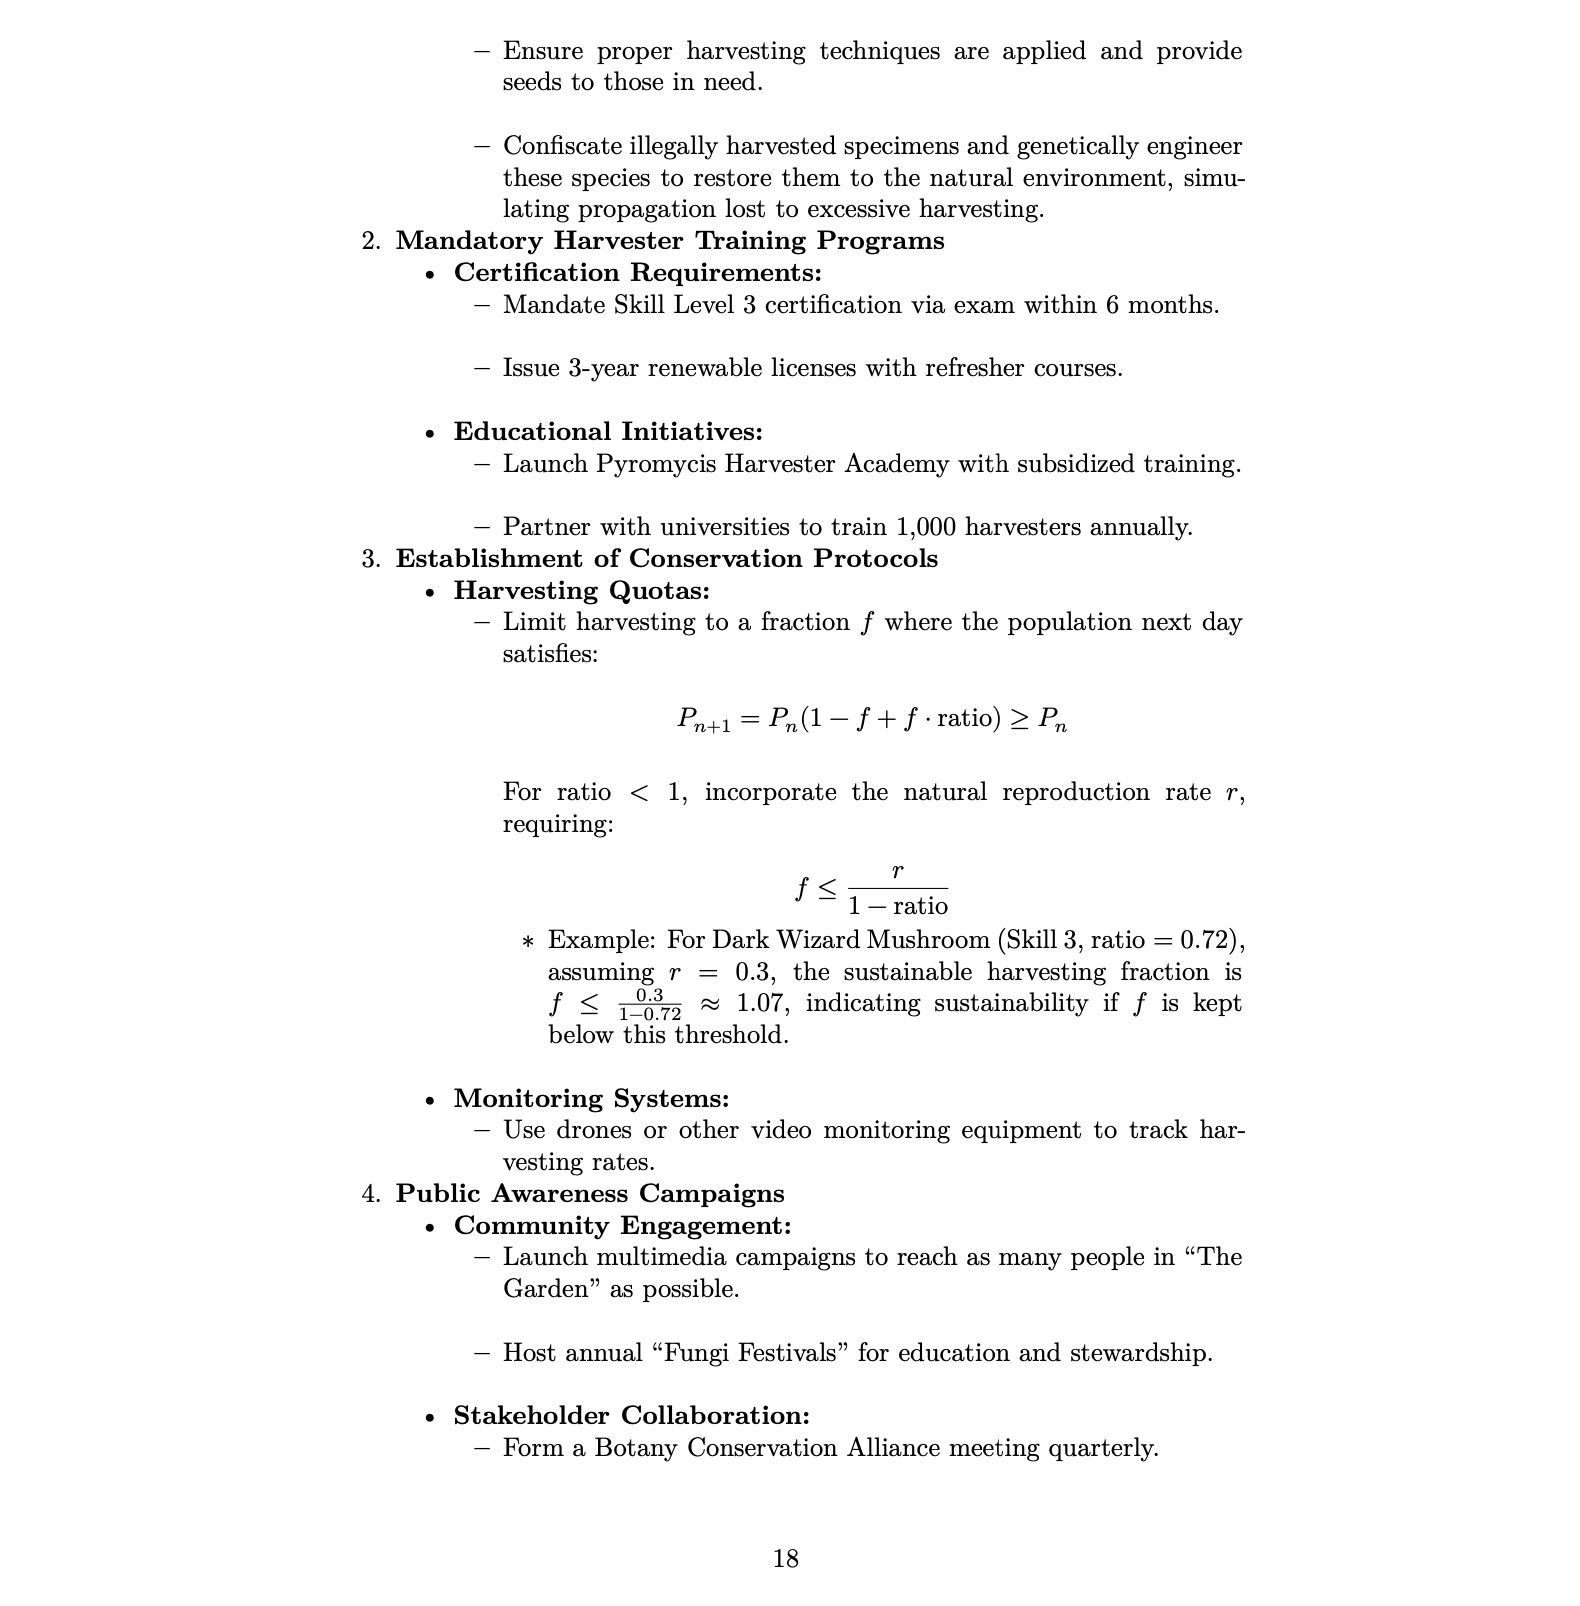 – Ensure proper harvesting techniques are applied and provide
seeds to those in need.
– Confiscate illegally harvested specimens and genetically engineer
these species to restore them to the natural environment, simu-
lating propagation lost to excessive harvesting.
2. Mandatory Harvester Training Programs
• Certification Requirements:
– Mandate Skill Level 3 certification via exam within 6 months.
– Issue 3-year renewable licenses with refresher courses.
• Educational Initiatives:
– Launch Pyromycis Harvester Academy with subsidized training.
– Partner with universities to train 1,000 harvesters annually.
3. Establishment of Conservation Protocols
• Harvesting Quotas:
– Limit harvesting to a fraction f where the population next day
satisfies:
P_{n+1} = P_n(1 − f + f · ratio) ≥ P_n
For ratio < 1, incorporate the natural reproduction rate r,
requiring:
f ≤ \frac{r}{1 − ratio}
∗ Example: For Dark Wizard Mushroom (Skill 3, ratio = 0.72),
assuming r = 0.3, the sustainable harvesting fraction is
f ≤ \frac{0.3}{1−0.72} ≈ 1.07, indicating sustainability if f is kept
below this threshold.
• Monitoring Systems:
– Use drones or other video monitoring equipment to track har-
vesting rates.
4. Public Awareness Campaigns
• Community Engagement:
– Launch multimedia campaigns to reach as many people in “The
Garden” as possible.
– Host annual “Fungi Festivals” for education and stewardship.
• Stakeholder Collaboration:
– Form a Botany Conservation Alliance meeting quarterly.
18